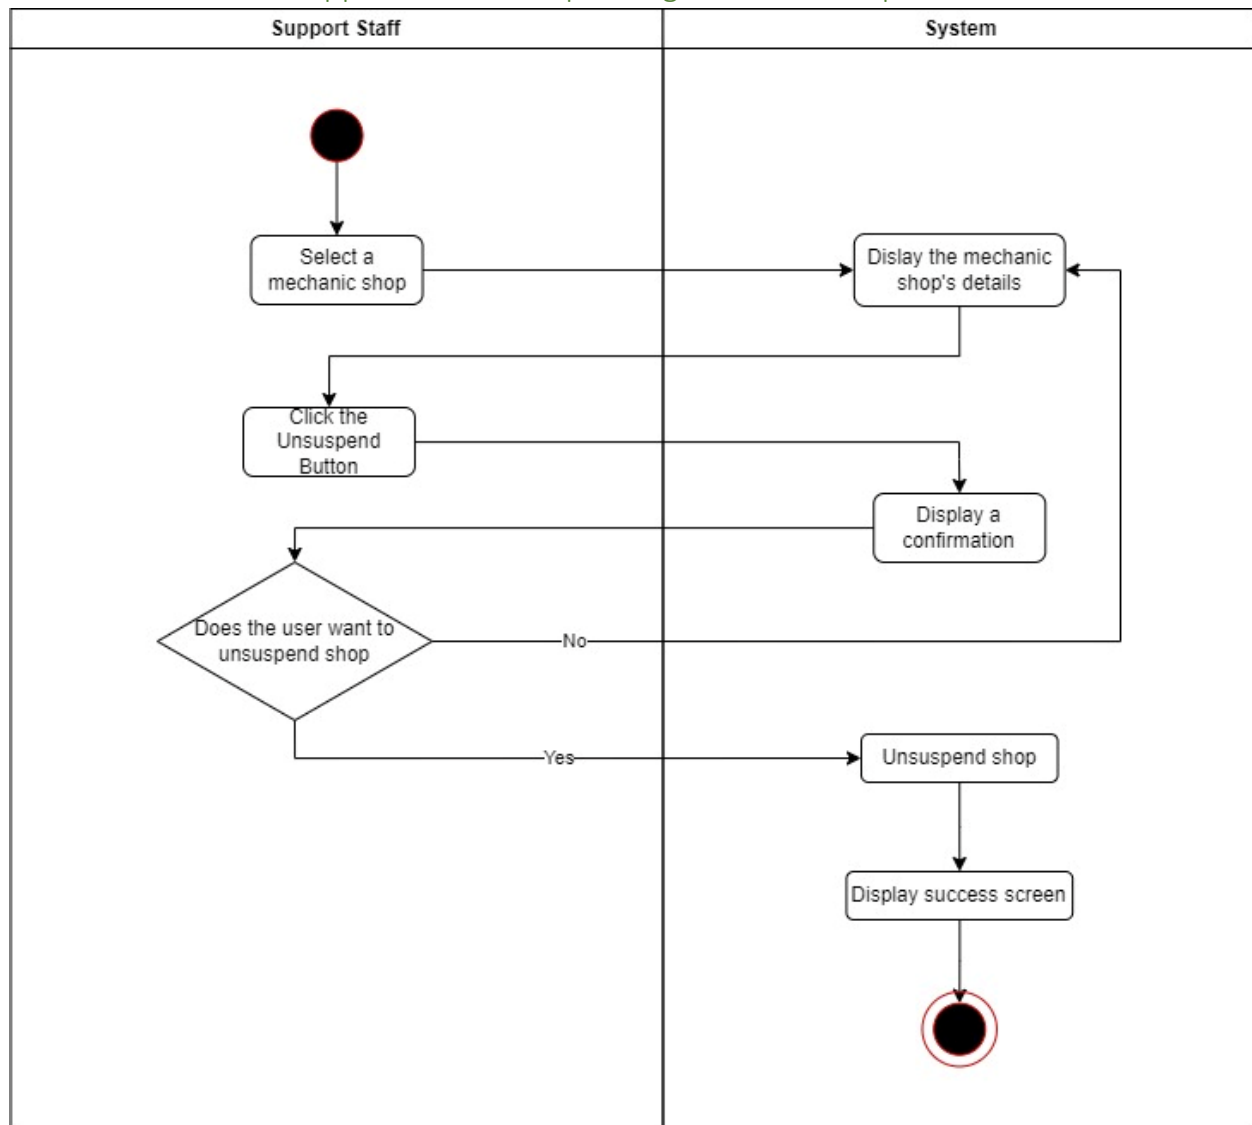 Support Staff
System
Select a
mechanic shop
Dislay the mechanic
shop's details
Click the
Unsuspend
Button
Display a
confirmation
Does the user want to
unsuspend shop
No
Yes
Unsuspend shop
Display success screen